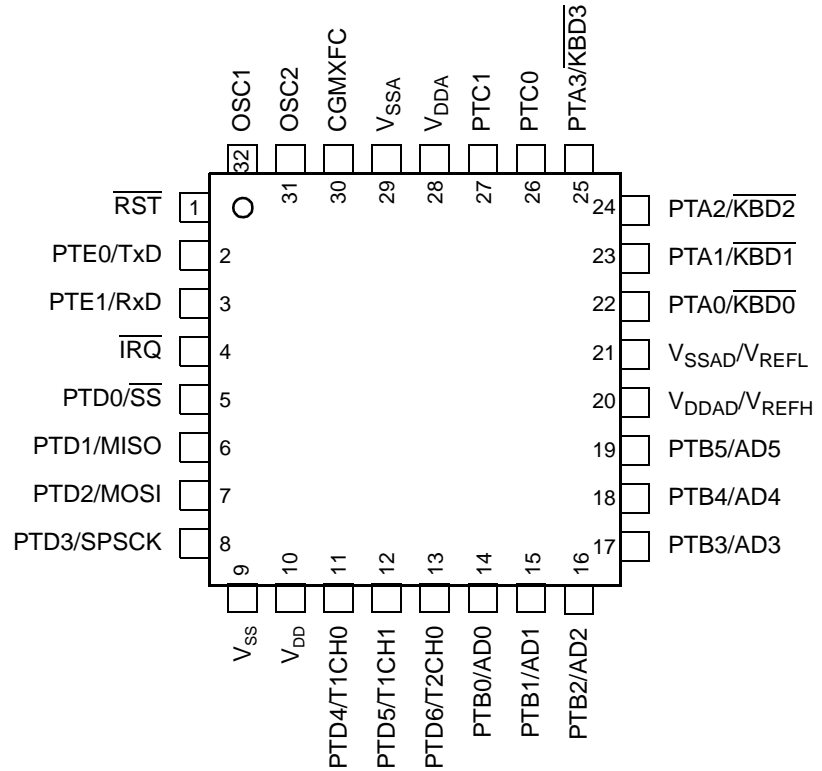 OSC1
OSC2
CGMXFC
VSSA
VDDA
PTC1
PTC0
PTA3/KBD3
32
31
30
29
28
27
26
25
RST
1
PTE0/TxD
2
PTE1/RxD
3
IRQ
4
PTD0/SS
5
PTD1/MISO
6
PTD2/MOSI
7
PTD3/SPSCK
8
24
PTA2/KBD2
23
PTA1/KBD1
22
PTA0/KBD0
21
VSSAD/VREFL
20
VDDAD/VREFH
19
PTB5/AD5
18
PTB4/AD4
17
PTB3/AD3
9
10
11
12
13
14
15
16
VSS
VDD
PTD4/T1CH0
PTD5/T1CH1
PTD6/T2CH0
PTB0/AD0
PTB1/AD1
PTB2/AD2